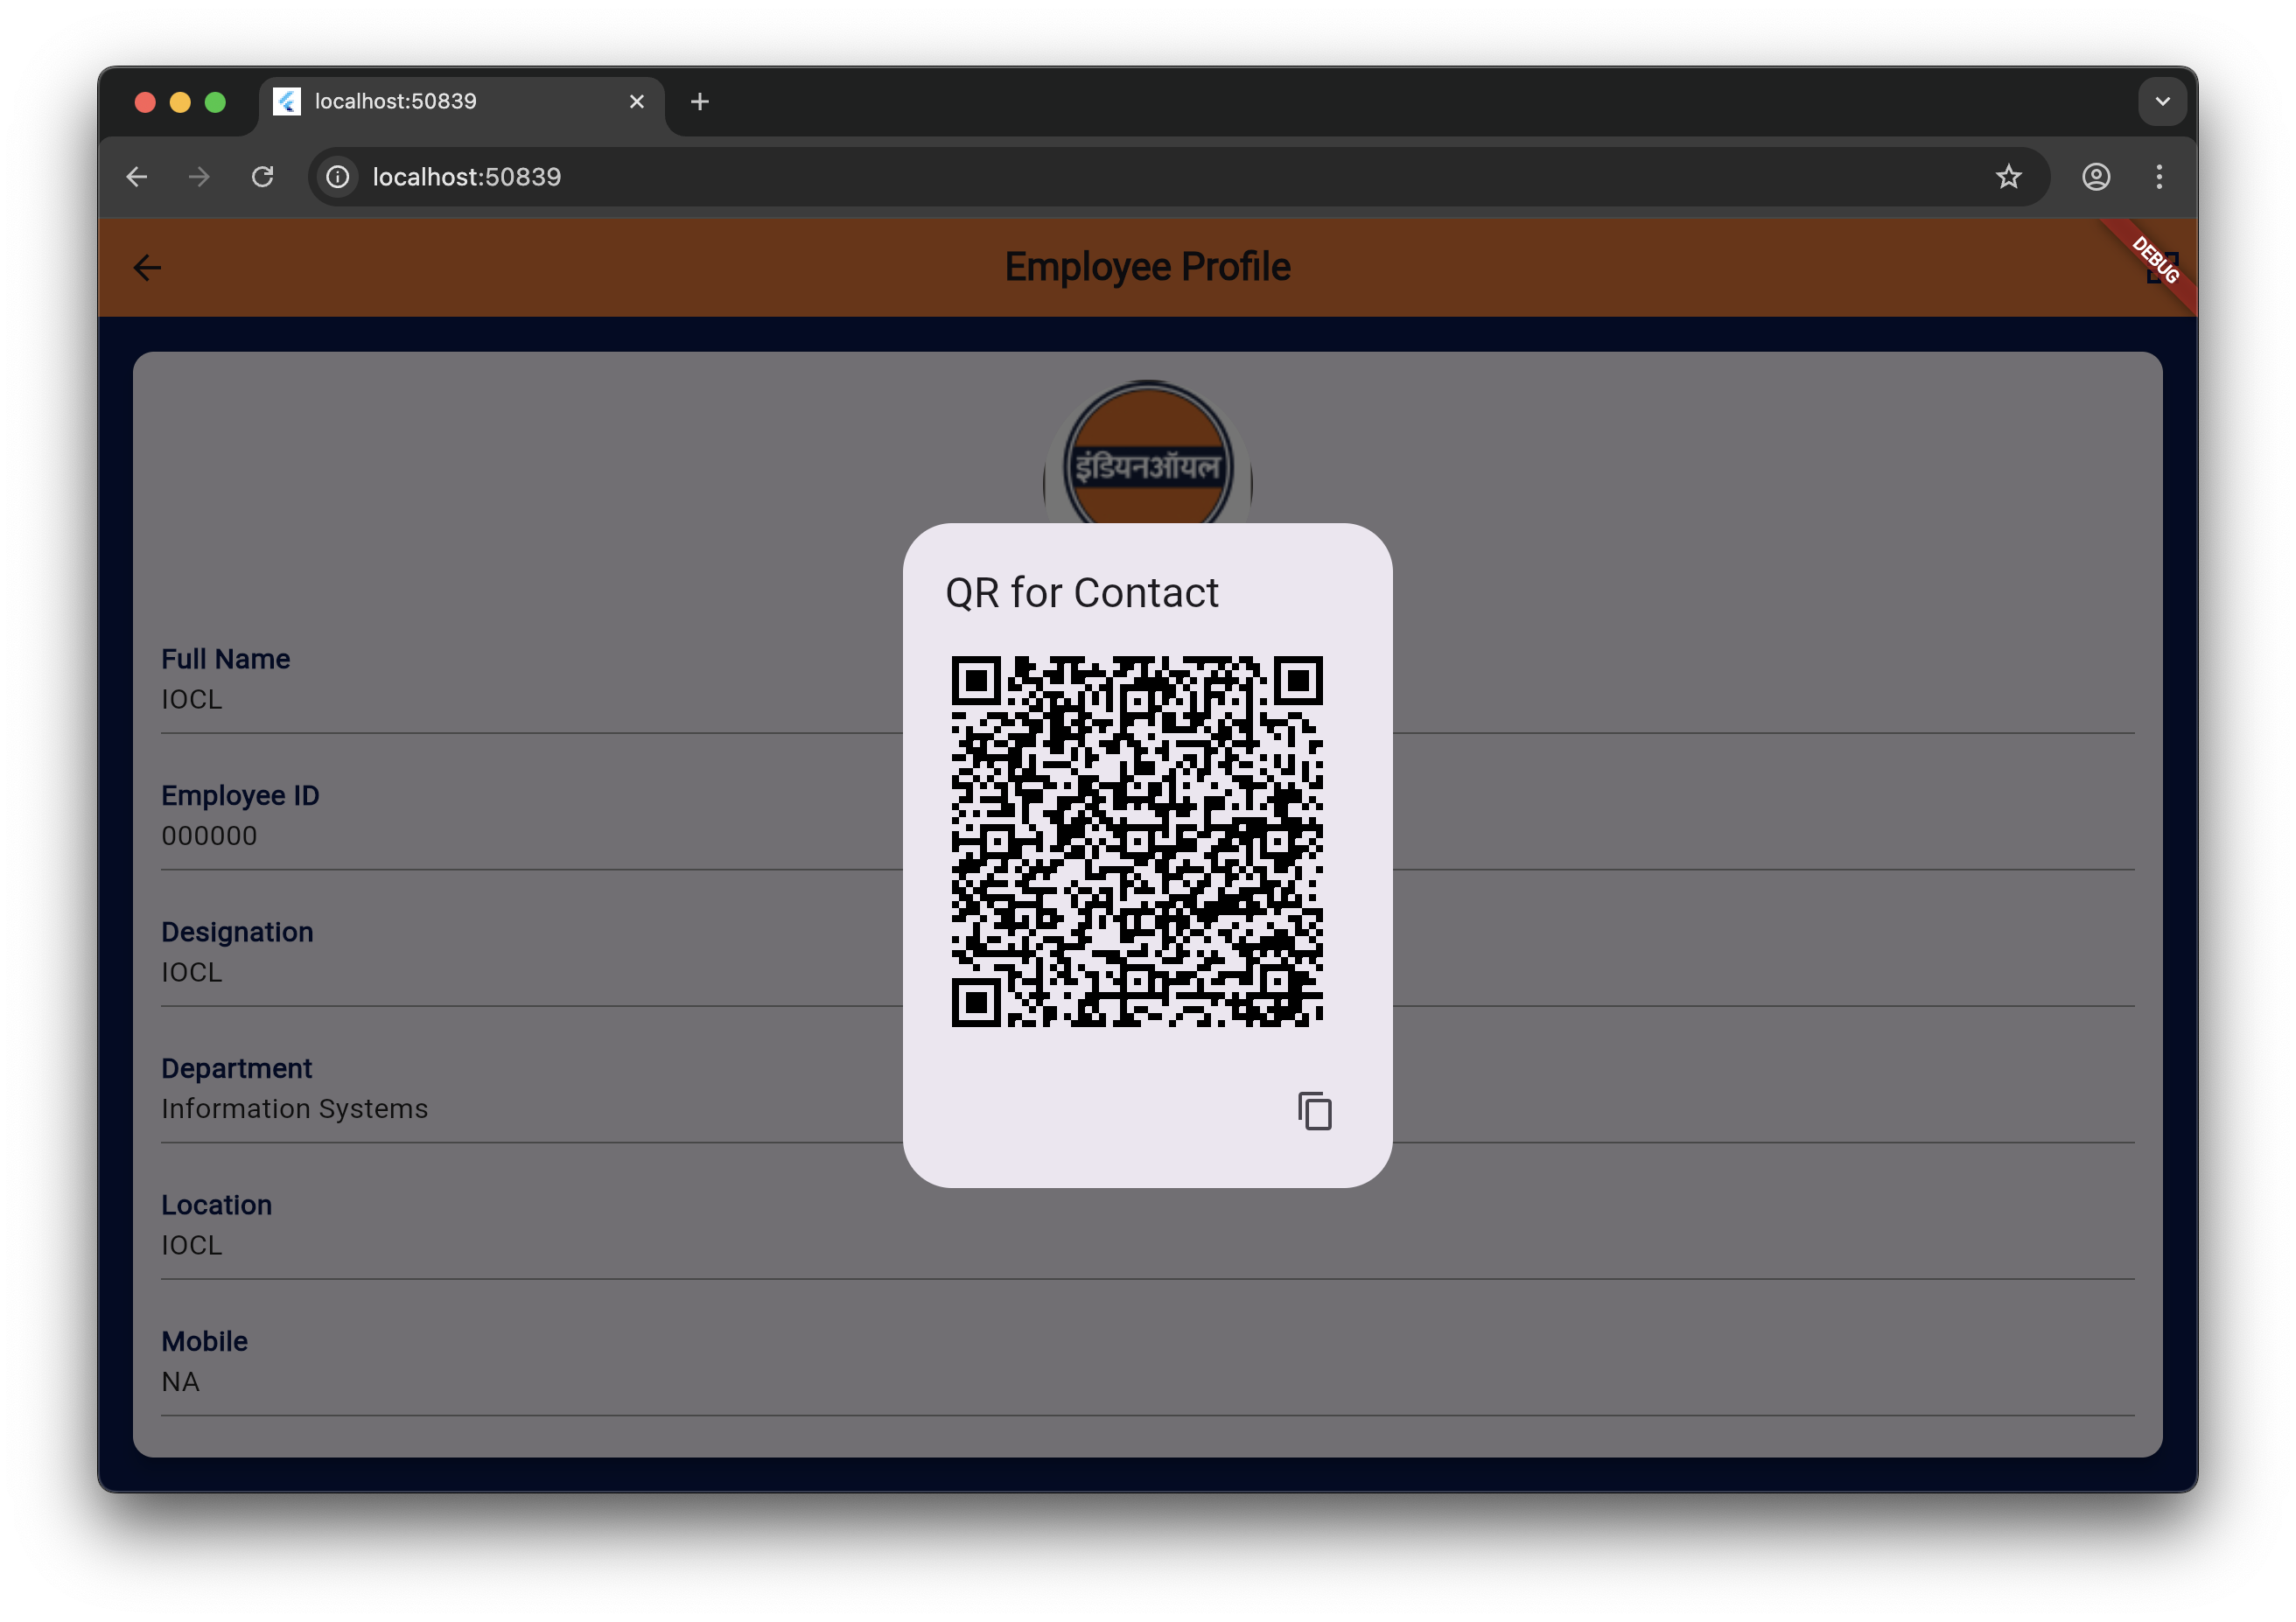 localhost:50839
localhost:50839
Employee Profile
DEBUG
इंडियनऑयल
QR for Contact
Full Name
IOCL
Employee ID
000000
Designation
IOCL
Department
Information Systems
Location
IOCL
Mobile
NA